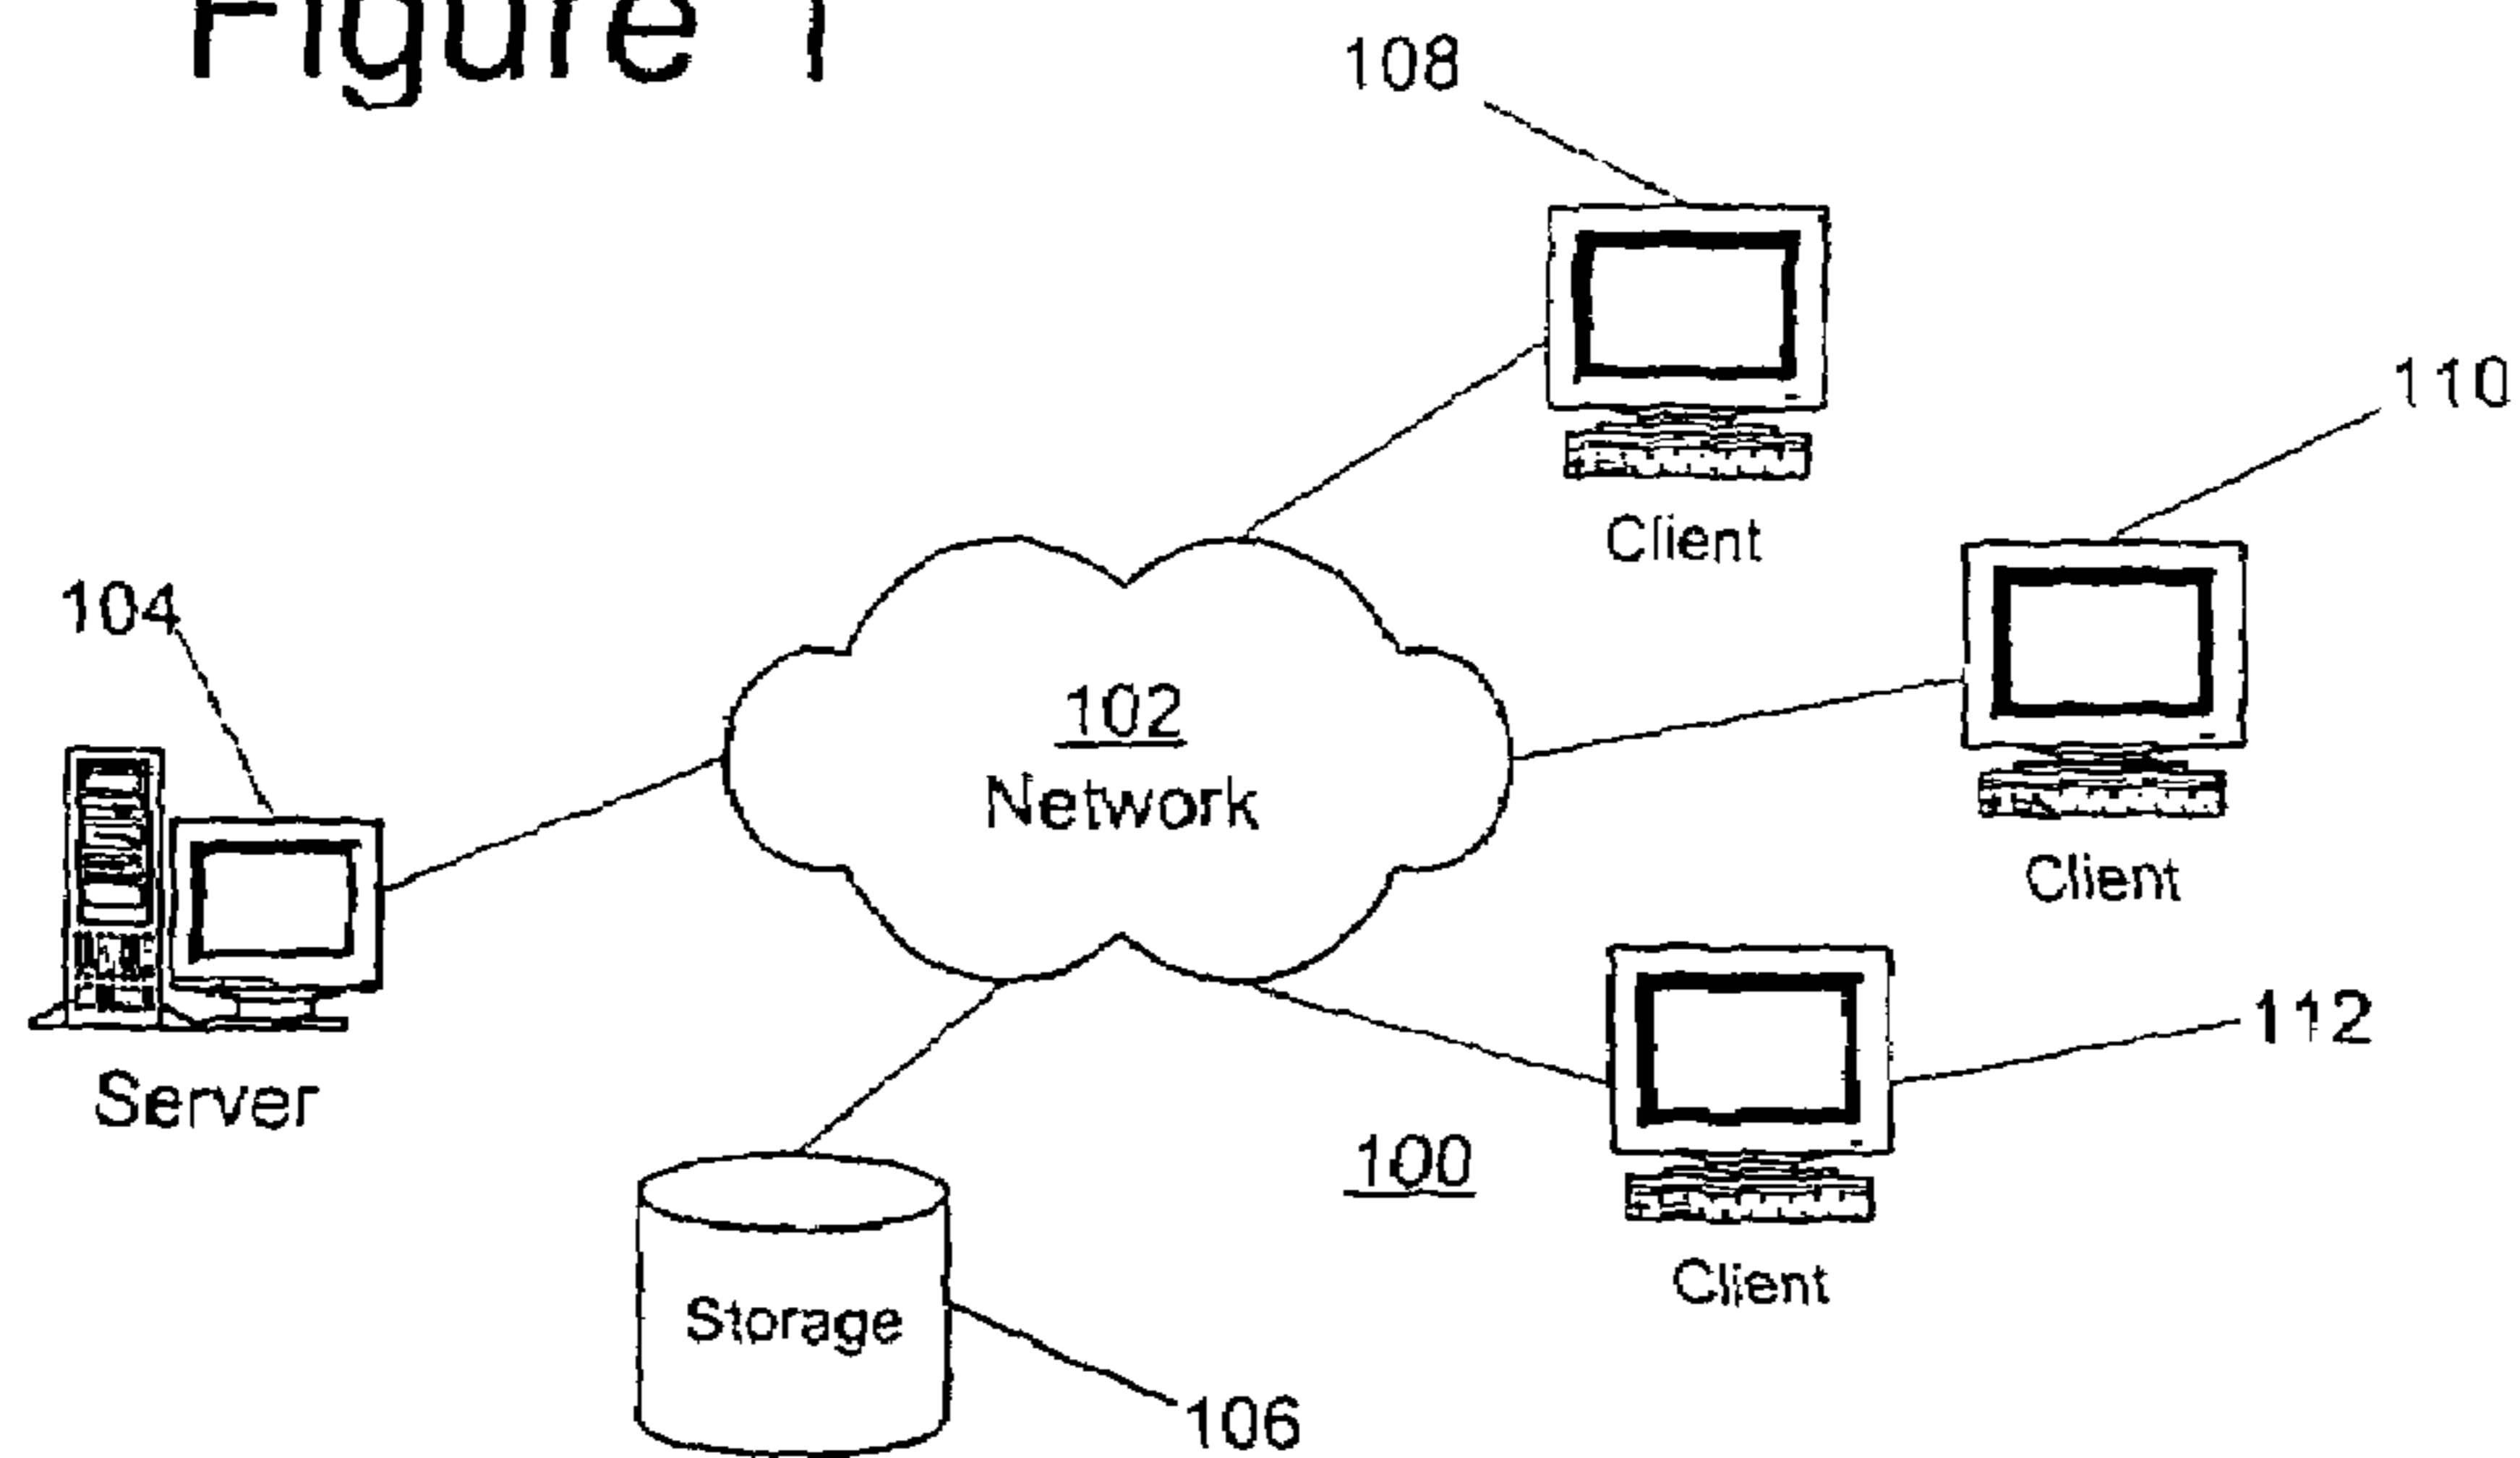 Figure 1
108
110
Client
104
102
Network
Client
112
Server
100
Client
Storage
106